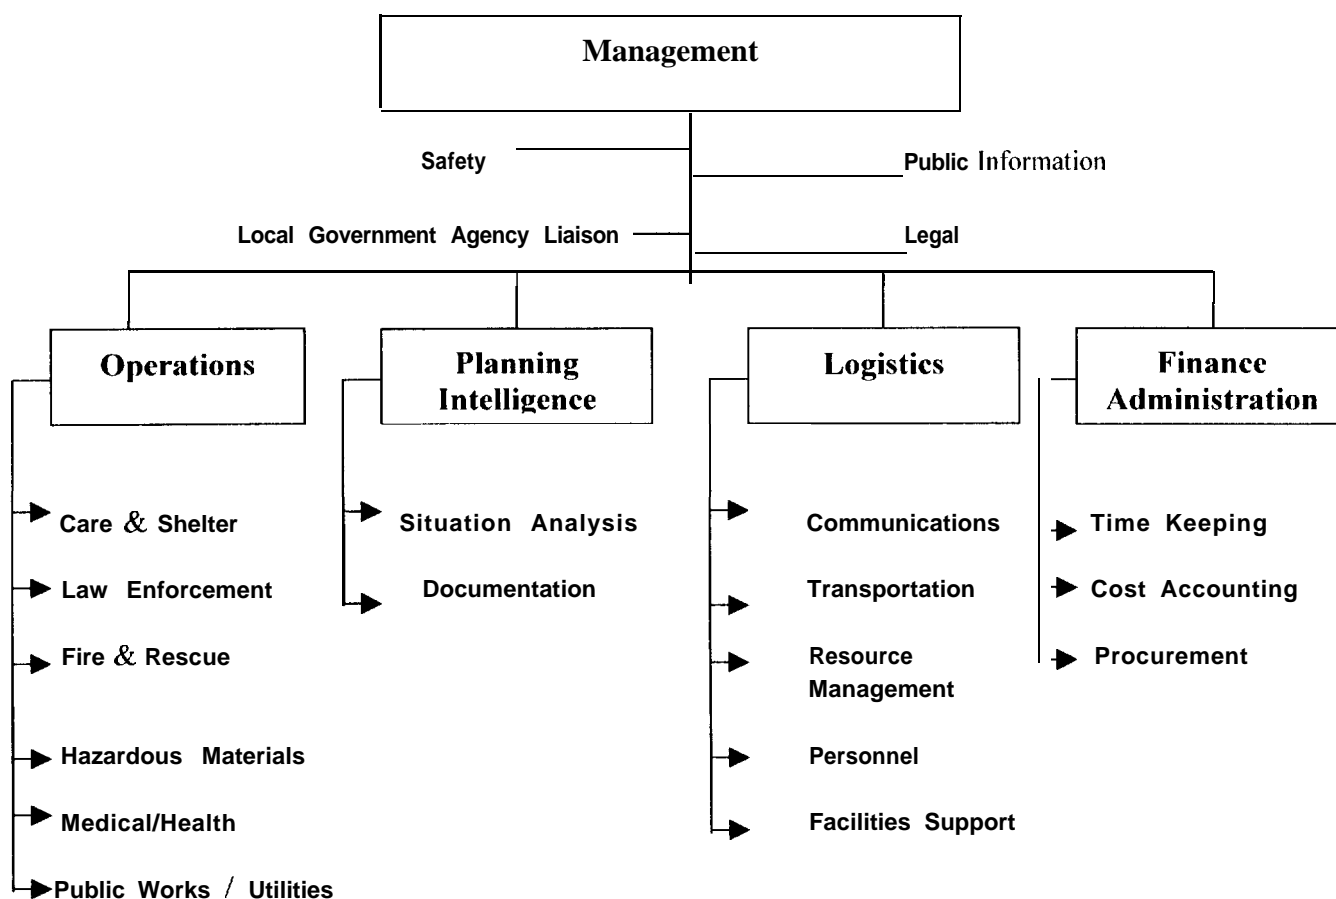 Management
Safety
Public Information
Local Government Agency Liaison
Legal
Operations
Planning
Intelligence
Logistics
Finance
Administration
Care & Shelter
Law Enforcement
Fire & Rescue
Hazardous Materials
Medical/Health
Public Works / Utilities
Situation Analysis
Documentation
Communications
Transportation
Resource
Management
Personnel
Facilities Support
Time Keeping
Cost Accounting
Procurement